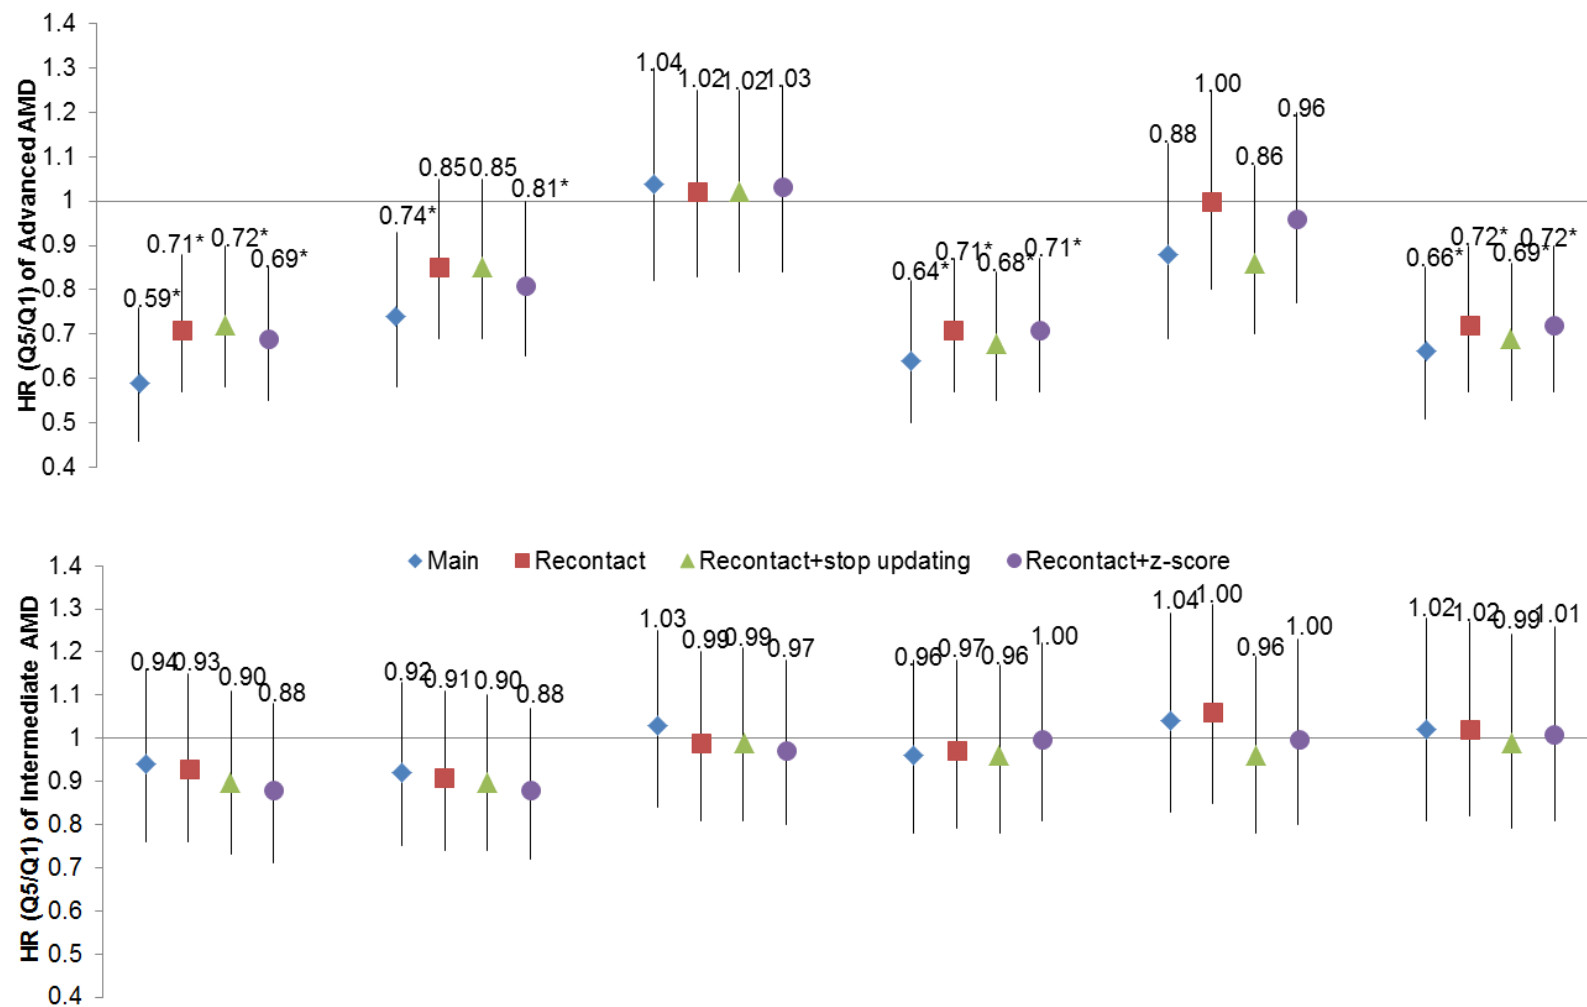 HR (Q5/Q1) of Advanced AMD
1.4
1.3
1.2
1.1
1
0.9
0.8
0.7
0.6
0.5
0.4
0.59* 0.71* 0.72* 0.69*
0.74* 0.85 0.85 0.81*
1.04 1.02 1.02 1.03
0.64* 0.71* 0.68* 0.71*
0.88 1.00 0.86 0.96
0.66* 0.72* 0.69* 0.72*
Main Recontact Recontact+stop updating Recontact+z-score
HR (Q5/Q1) of Intermediate AMD
1.4
1.3
1.2
1.1
1
0.9
0.8
0.7
0.6
0.5
0.4
0.94 0.93 0.90 0.88
0.92 0.91 0.90 0.88
1.03 0.99 0.99 0.97
0.96 0.97 0.96 1.00
1.04 1.00 0.96 1.00
1.02 1.02 0.99 1.01